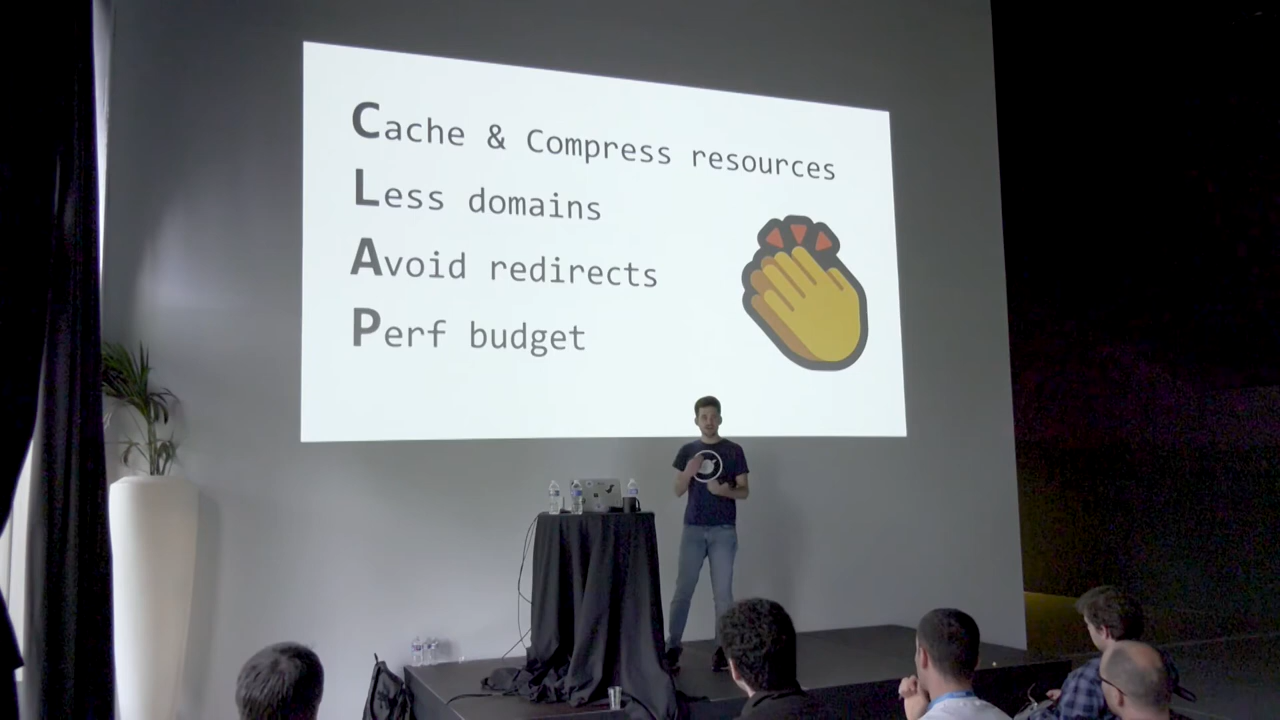 Cache & Compress resources
Less domains
Avoid redirects
Perf budget